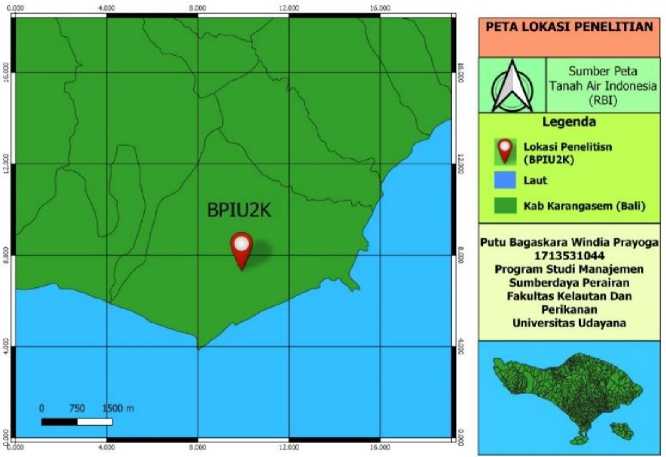 0.000 4.000 8.000 12.000 16.000
16.000
16.000
12.000
12.000
BPIU2K
8.000
8.000
4.000
4.000
0 750 1500 m
0.000
0.000
0.000 4.000 8.000 12.000 16.000
PETA LOKASI PENELITIAN
Sumber Peta
Tanah Air Indonesia
(RBI)
Legenda
Lokasi Penelitisn
(BPIU2K)
Laut
Kab Karangasem (Bali)
Putu Bagaskara Windia Prayoga
1713531044
Program Studi Manajemen
Sumberdaya Perairan
Fakultas Kelautan Dan
Perikanan
Universitas Udayana